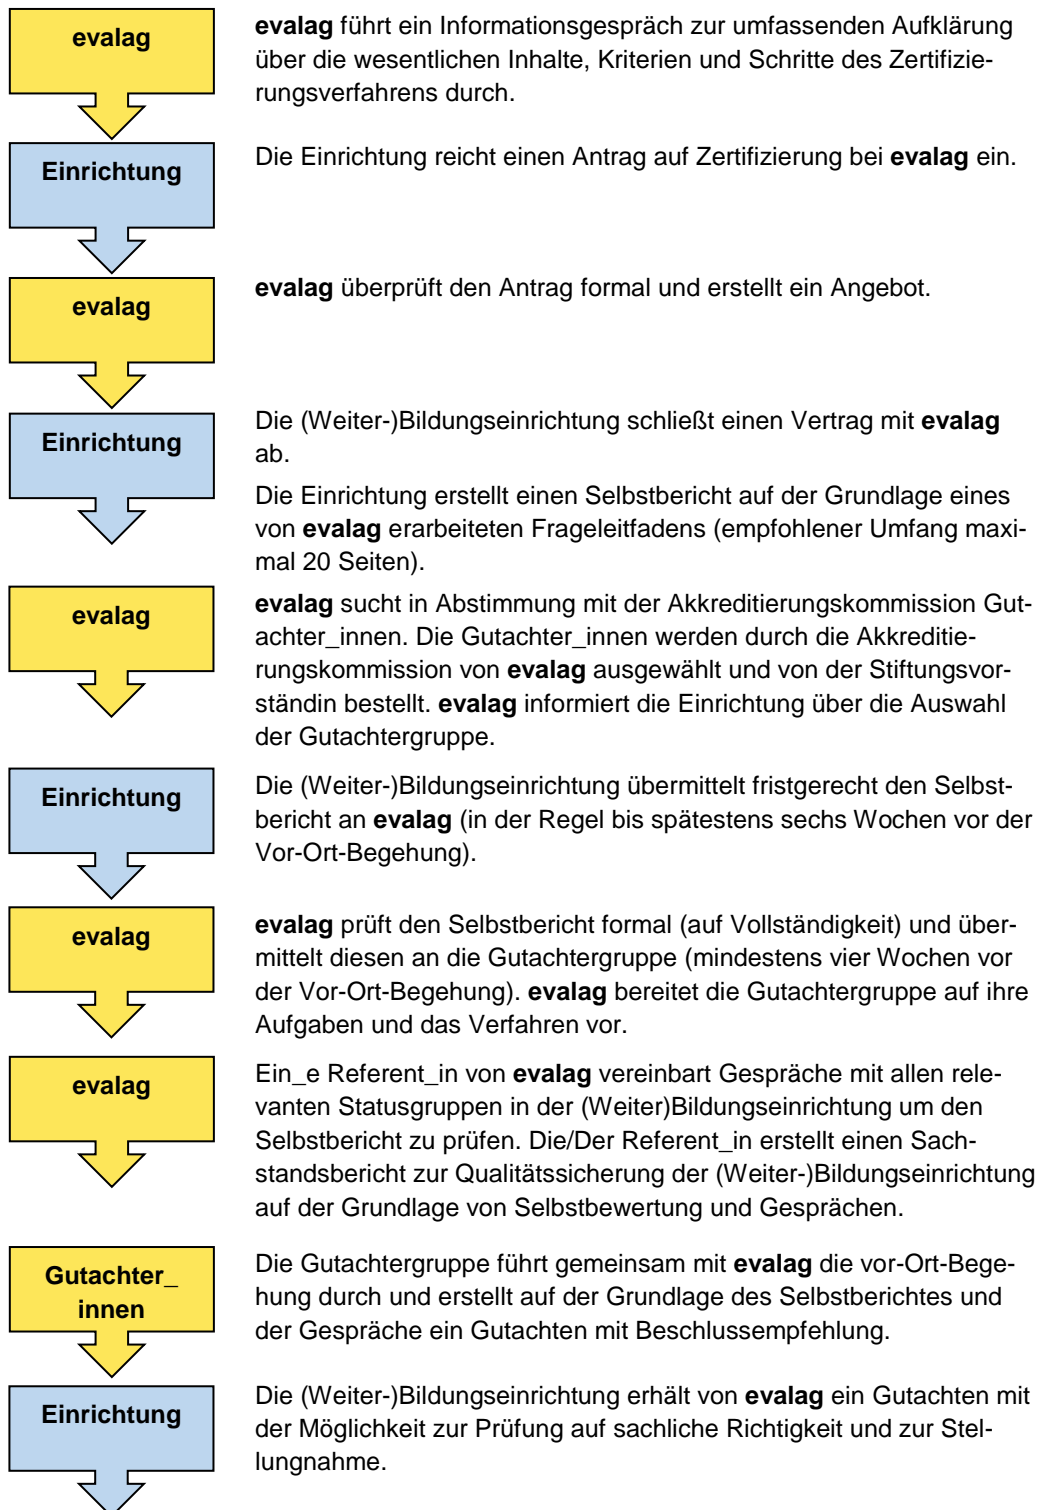 evalag
evalag führt ein Informationsgespräch zur umfassenden Aufklärung
über die wesentlichen Inhalte, Kriterien und Schritte des Zertifizie-
rungsverfahrens durch.
Einrichtung
Die Einrichtung reicht einen Antrag auf Zertifizierung bei evalag ein.
evalag
evalag überprüft den Antrag formal und erstellt ein Angebot.
Einrichtung
Die (Weiter-)Bildungseinrichtung schließt einen Vertrag mit evalag
ab.
Die Einrichtung erstellt einen Selbstbericht auf der Grundlage eines
von evalag erarbeiteten Frageleitfadens (empfohlener Umfang maxi-
mal 20 Seiten).
evalag
evalag sucht in Abstimmung mit der Akkreditierungskommission Gut-
achter_innen. Die Gutachter_innen werden durch die Akkreditie-
rungskommission von evalag ausgewählt und von der Stiftungsvor-
ständin bestellt. evalag informiert die Einrichtung über die Auswahl
der Gutachtergruppe.
Einrichtung
Die (Weiter-)Bildungseinrichtung übermittelt fristgerecht den Selbst-
bericht an evalag (in der Regel bis spätestens sechs Wochen vor der
Vor-Ort-Begehung).
evalag
evalag prüft den Selbstbericht formal (auf Vollständigkeit) und über-
mittelt diesen an die Gutachtergruppe (mindestens vier Wochen vor
der Vor-Ort-Begehung). evalag bereitet die Gutachtergruppe auf ihre
Aufgaben und das Verfahren vor.
evalag
Ein_e Referent_in von evalag vereinbart Gespräche mit allen rele-
vanten Statusgruppen in der (Weiter)Bildungseinrichtung um den
Selbstbericht zu prüfen. Die/Der Referent_in erstellt einen Sach-
standsbericht zur Qualitätssicherung der (Weiter-)Bildungseinrichtung
auf der Grundlage von Selbstbewertung und Gesprächen.
Gutachter_
innen
Die Gutachtergruppe führt gemeinsam mit evalag die vor-Ort-Bege-
hung durch und erstellt auf der Grundlage des Selbstberichtes und
der Gespräche ein Gutachten mit Beschlussempfehlung.
Einrichtung
Die (Weiter-)Bildungseinrichtung erhält von evalag ein Gutachten mit
der Möglichkeit zur Prüfung auf sachliche Richtigkeit und zur Stel-
lungnahme.